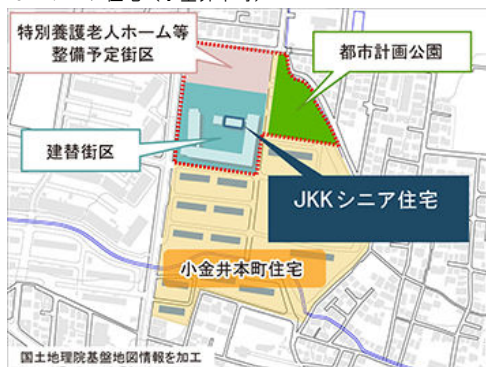 特別養護老人ホーム等
整備予定街区
都市計画公園
建替街区
JKKシニア住宅
小金井本町住宅
国土地理院基盤地図情報を加工